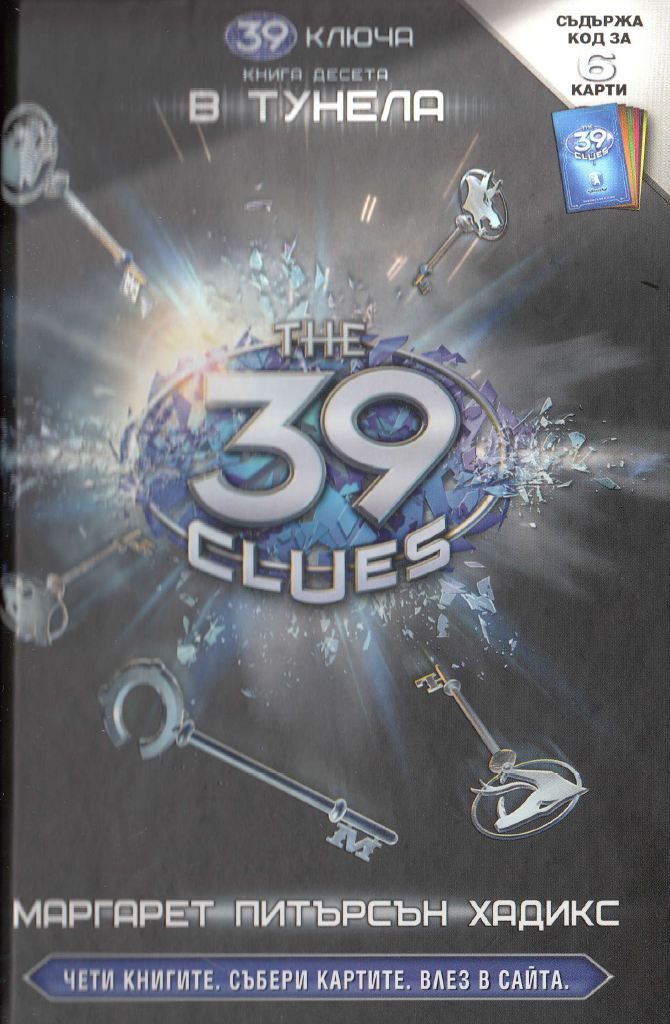 39 КЛЮЧА
КНИГА ДЕСЕТА
В ТУНЕЛА
СЪДЪРЖА
КОД ЗА
6
КАРТИ
THE
39
CLUES
THE
39
CLUES
M
МАРГАРЕТ ПИТЪРСЪН ХАДИКС
ЧЕТИ КНИГИТЕ. СЪБЕРИ КАРТИТЕ. ВЛЕЗ В САЙТА.